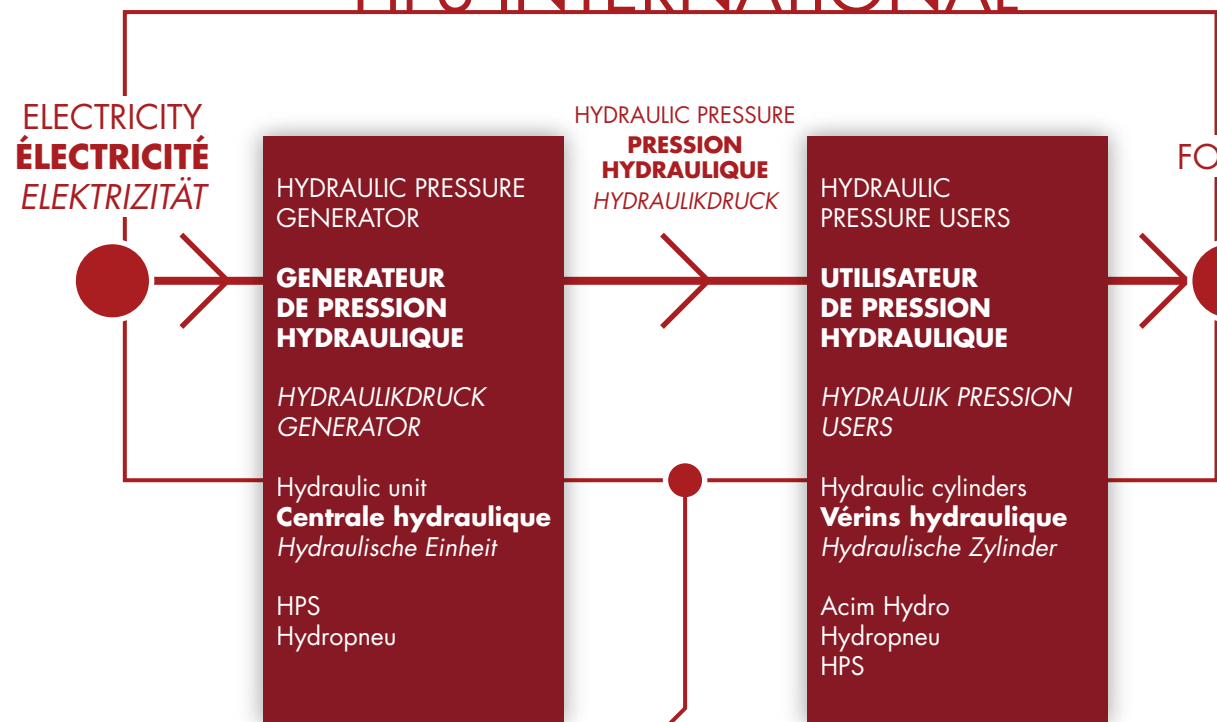 HPS INTERNATIONAL
ELECTRICITY
ÉLECTRICITÉ
ELEKTRIZITÄT
HYDRAULIC PRESSURE
GENERATOR
GENERATEUR
DE PRESSION
HYDRAULIQUE
HYDRAULIKDRUCK
GENERATOR
Hydraulic unit
Centrale hydraulique
Hydraulische Einheit
HPS
Hydropneu
HYDRAULIC PRESSURE
PRESSION
HYDRAULIQUE
HYDRAULIKDRUCK
HYDRAULIC
PRESSURE USERS
UTILISATEUR
DE PRESSION
HYDRAULIQUE
HYDRAULIK PRESSION
USERS
Hydraulic cylinders
Vérins hydraulique
Hydraulische Zylinder
Acim Hydro
Hydropneu
HPS